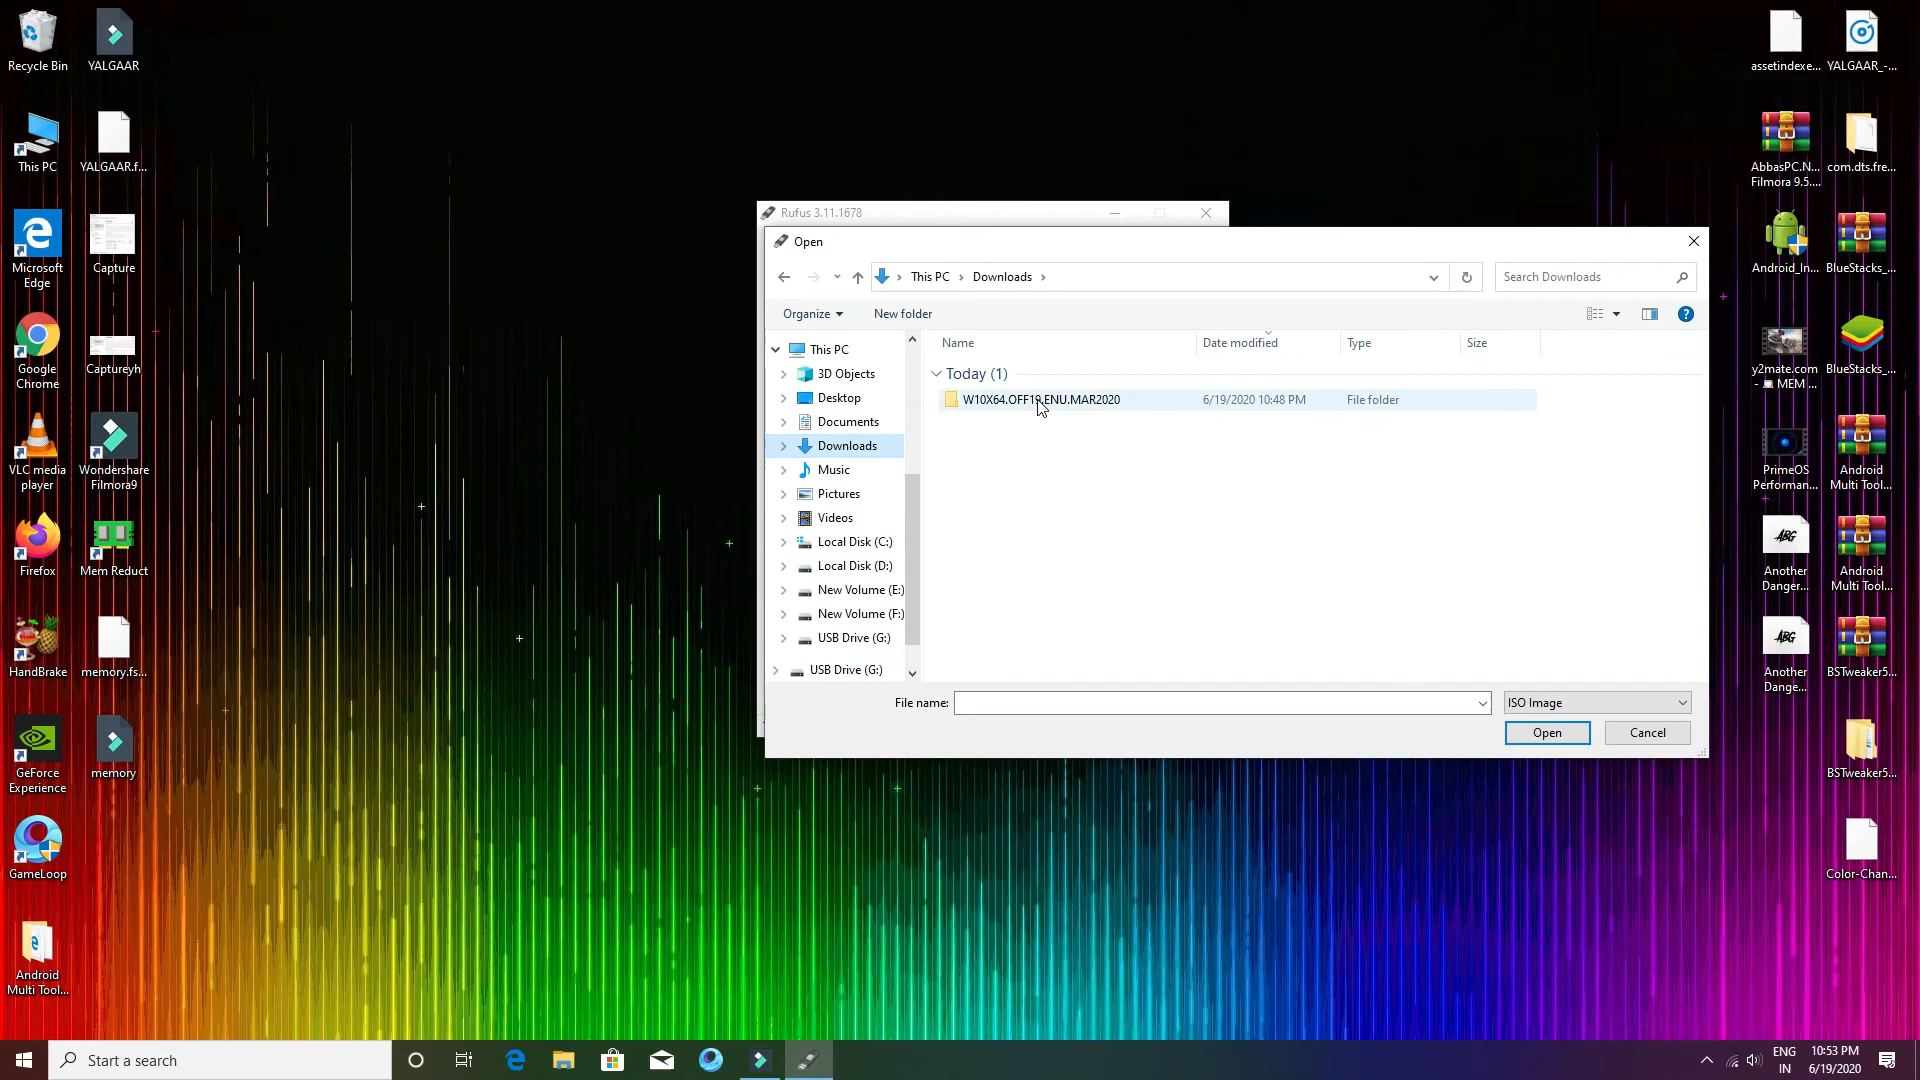 Recycle Bin
YALGAAR
This PC
YALGAAR.f...
Microsoft
Edge
Capture
Google
Chrome
Captureyh
VLC media
player
Wondershare
Filmora9
Firefox
Mem Reduct
HandBrake
memory.fs...
GeForce
Experience
memory
GameLoop
Android
Multi Tool...
Rufus 3.11.1678
Open
This PC
Downloads
Search Downloads
Organize
New folder
This PC
3D Objects
Desktop
Documents
Downloads
Music
Pictures
Videos
Local Disk (C:)
Local Disk (D:)
New Volume (E:)
New Volume (F:)
USB Drive (G:)
USB Drive (G:)
Name Date modified Type Size
Today (1)
W10X64.OFF19.ENU.MAR2020 6/19/2020 10:48 PM File folder
File name:
ISO Image
Open Cancel
assetindexe...
YALGAAR_-...
AbbasPC.N...
Filmora 9.5....
com.dts.fre...
Android_In...
BlueStacks_...
y2mate.com
- MEM ...
BlueStacks_...
PrimeOS
Performan...
Android
Multi Tool...
ABG
Another
Danger...
Android
Multi Tool...
ABG
Another
Dange...
BSTweaker5...
BSTweaker5...
Color-Chan...
Start a search
ENG
IN
10:53 PM
6/19/2020